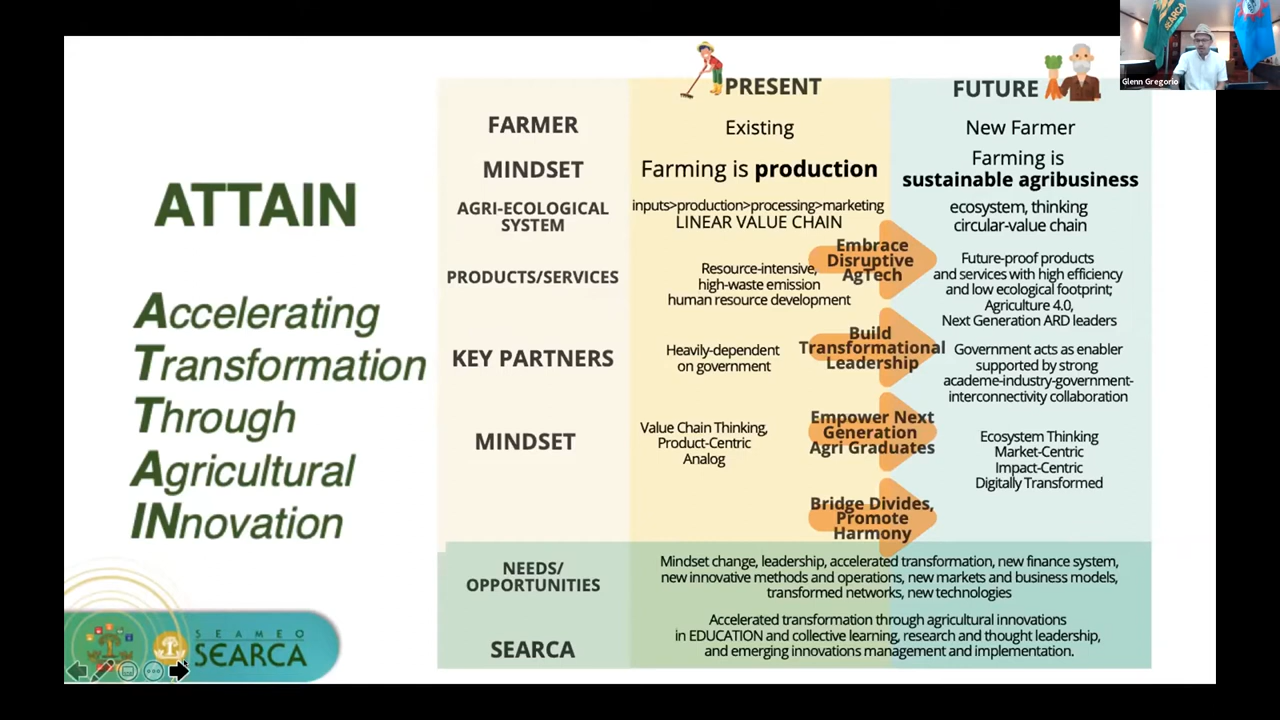 SEARCA
Glenn Gregorio
ATTAIN
Accelerating
Transformation
Through
Agricultural
INnovation
SEAMEO
SEARCA
PRESENT
FUTURE
FARMER
Existing
New Farmer
MINDSET
Farming is production
Farming is
sustainable agribusiness
AGRI-ECOLOGICAL
SYSTEM
inputs>production>processing>marketing
LINEAR VALUE CHAIN
ecosystem, thinking
circular-value chain
Embrace
Disruptive
AgTech
PRODUCTS/SERVICES
Resource-intensive,
high-waste emission
human resource development
Future-proof products
and services with high efficiency
and low ecological footprint;
Agriculture 4.0,
Next Generation ARD leaders
Build
Transformational
Leadership
KEY PARTNERS
Heavily-dependent
on government
Government acts as enabler
supported by strong
academe-industry-government-
interconnectivity collaboration
Empower Next
Generation
Agri Graduates
MINDSET
Value Chain Thinking,
Product-Centric
Analog
Ecosystem Thinking
Market-Centric
Impact-Centric
Digitally Transformed
Bridge Divides,
Promote
Harmony
NEEDS/
OPPORTUNITIES
Mindset change, leadership, accelerated transformation, new finance system,
new innovative methods and operations, new markets and business models,
transformed networks, new technologies
SEARCA
Accelerated transformation through agricultural innovations
in EDUCATION and collective learning, research and thought leadership,
and emerging innovations management and implementation.